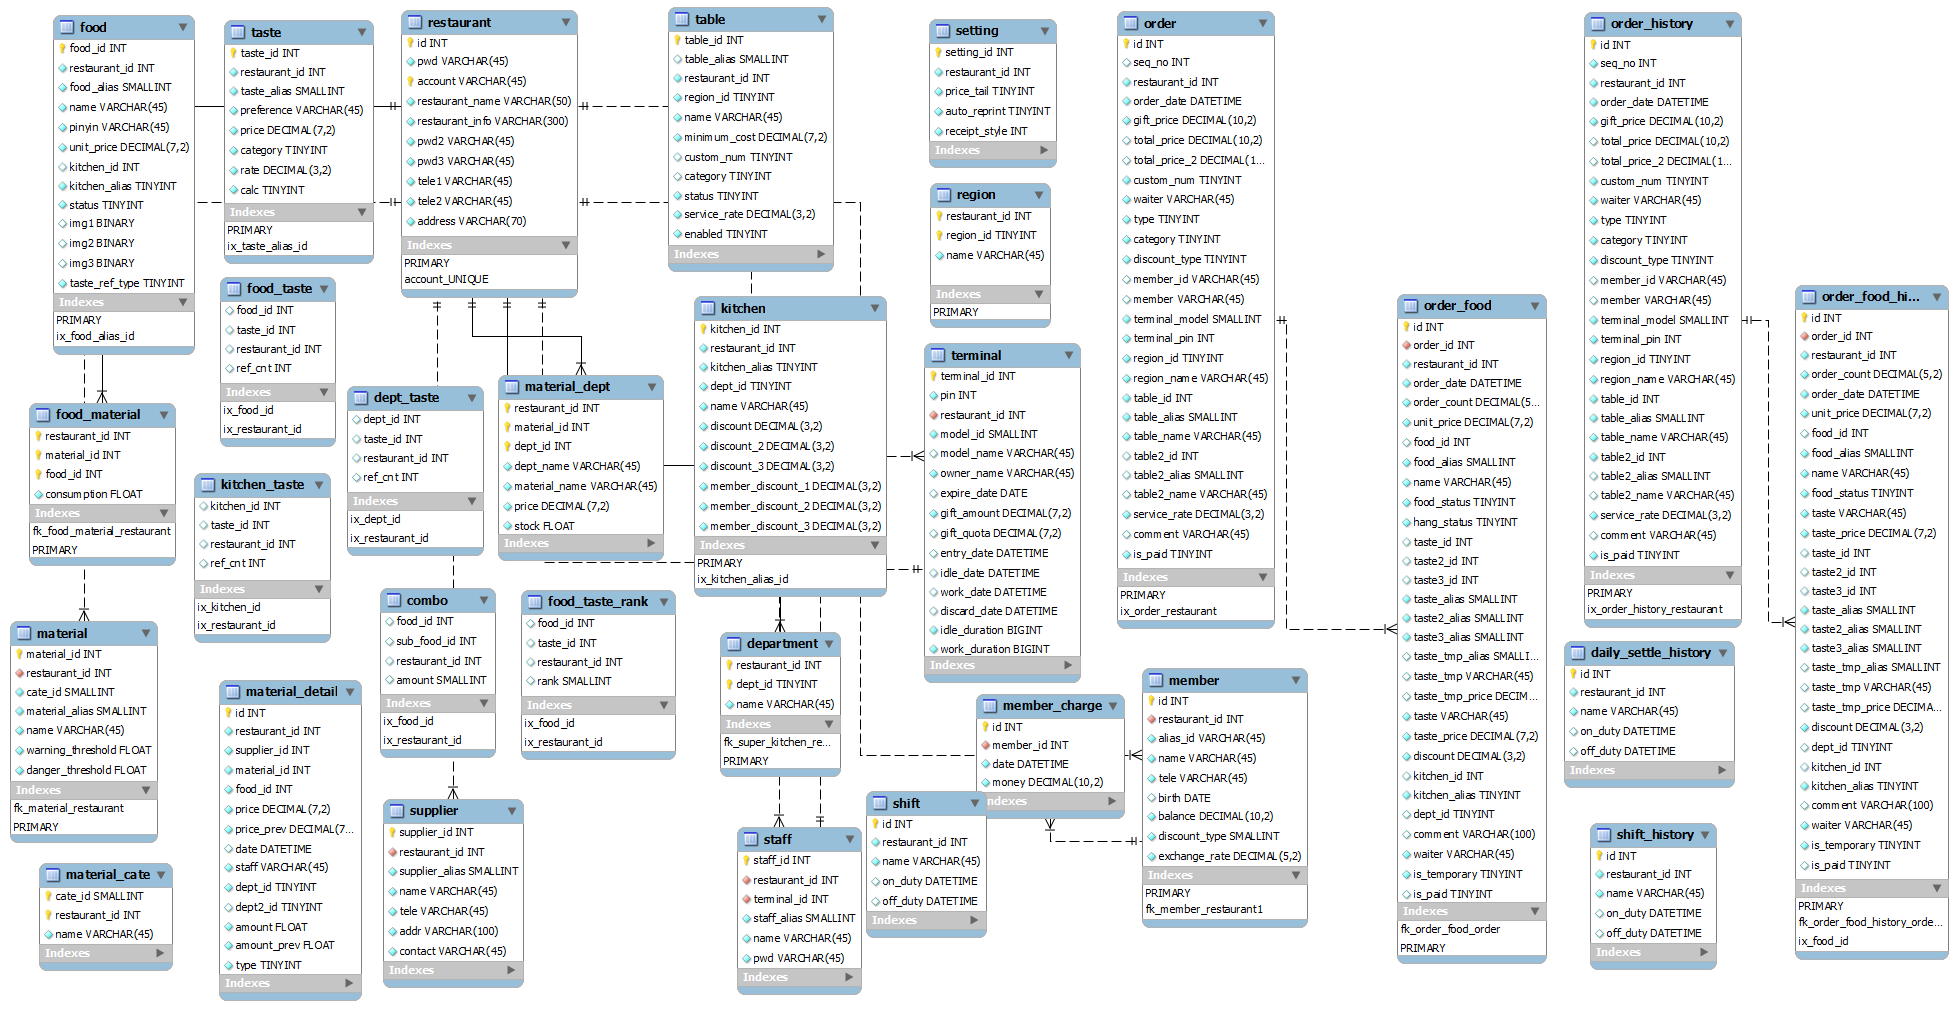 food
food_id INT
restaurant_id INT
food_alias SMALLINT
name VARCHAR(45)
pinyin VARCHAR(45)
unit_price DECIMAL(7,2)
kitchen_id INT
kitchen_alias TINYINT
status TINYINT
img1 BINARY
img2 BINARY
img3 BINARY
taste_ref_type TINYINT
Indexes
PRIMARY
ix_food_alias_id
taste
taste_id INT
restaurant_id INT
taste_alias SMALLINT
preference VARCHAR(45)
price DECIMAL(7,2)
category TINYINT
rate DECIMAL(3,2)
calc TINYINT
Indexes
PRIMARY
ix_taste_alias_id
restaurant
id INT
pwd VARCHAR(45)
account VARCHAR(45)
restaurant_name VARCHAR(50)
restaurant_info VARCHAR(300)
pwd2 VARCHAR(45)
pwd3 VARCHAR(45)
tele1 VARCHAR(45)
tele2 VARCHAR(45)
address VARCHAR(70)
Indexes
PRIMARY
account_UNIQUE
table
table_id INT
table_alias SMALLINT
restaurant_id INT
region_id TINYINT
name VARCHAR(45)
minimum_cost DECIMAL(7,2)
custom_num TINYINT
category TINYINT
status TINYINT
service_rate DECIMAL(3,2)
enabled TINYINT
Indexes
setting
setting_id INT
restaurant_id INT
price_tail TINYINT
auto_reprint TINYINT
receipt_style INT
Indexes
region
restaurant_id INT
region_id TINYINT
name VARCHAR(45)
Indexes
PRIMARY
order
id INT
seq_no INT
restaurant_id INT
order_date DATETIME
gift_price DECIMAL(10,2)
total_price DECIMAL(10,2)
total_price_2 DECIMAL(1...
custom_num TINYINT
waiter VARCHAR(45)
type TINYINT
category TINYINT
discount_type TINYINT
member_id VARCHAR(45)
member VARCHAR(45)
terminal_model SMALLINT
terminal_pin INT
region_id TINYINT
region_name VARCHAR(45)
table_id INT
table_alias SMALLINT
table_name VARCHAR(45)
table2_id INT
table2_alias SMALLINT
table2_name VARCHAR(45)
service_rate DECIMAL(3,2)
comment VARCHAR(45)
is_paid TINYINT
Indexes
PRIMARY
ix_order_restaurant
order_history
id INT
seq_no INT
restaurant_id INT
order_date DATETIME
gift_price DECIMAL(10,2)
total_price DECIMAL(10,2)
total_price_2 DECIMAL(1...
custom_num TINYINT
waiter VARCHAR(45)
type TINYINT
category TINYINT
discount_type TINYINT
member_id VARCHAR(45)
member VARCHAR(45)
terminal_model SMALLINT
terminal_pin INT
region_id TINYINT
region_name VARCHAR(45)
table_id INT
table_alias SMALLINT
table_name VARCHAR(45)
table2_id INT
table2_alias SMALLINT
table2_name VARCHAR(45)
service_rate DECIMAL(3,2)
comment VARCHAR(45)
is_paid TINYINT
Indexes
PRIMARY
ix_order_history_restaurant
food_taste
food_id INT
taste_id INT
restaurant_id INT
ref_cnt INT
Indexes
ix_food_id
ix_restaurant_id
kitchen
kitchen_id INT
restaurant_id INT
kitchen_alias TINYINT
dept_id TINYINT
name VARCHAR(45)
discount DECIMAL(3,2)
discount_2 DECIMAL(3,2)
discount_3 DECIMAL(3,2)
member_discount_1 DECIMAL(3,2)
member_discount_2 DECIMAL(3,2)
member_discount_3 DECIMAL(3,2)
Indexes
PRIMARY
ix_kitchen_alias_id
terminal
terminal_id INT
pin INT
restaurant_id INT
model_id SMALLINT
model_name VARCHAR(45)
owner_name VARCHAR(45)
expire_date DATE
gift_amount DECIMAL(7,2)
gift_quota DECIMAL(7,2)
entry_date DATETIME
idle_date DATETIME
work_date DATETIME
discard_date DATETIME
idle_duration BIGINT
work_duration BIGINT
Indexes
order_food
id INT
order_id INT
restaurant_id INT
order_date DATETIME
order_count DECIMAL(5...
unit_price DECIMAL(7,2)
food_id INT
food_alias SMALLINT
name VARCHAR(45)
food_status TINYINT
hang_status TINYINT
taste_id INT
taste2_id INT
taste3_id INT
taste_alias SMALLINT
taste2_alias SMALLINT
taste3_alias SMALLINT
taste_tmp_alias SMALLI...
taste_tmp VARCHAR(45)
taste_tmp_price DECIM...
taste VARCHAR(45)
taste_price DECIMAL(7,2)
discount DECIMAL(3,2)
kitchen_id INT
kitchen_alias TINYINT
dept_id TINYINT
comment VARCHAR(100)
waiter VARCHAR(45)
is_temporary TINYINT
is_paid TINYINT
Indexes
fk_order_food_order
PRIMARY
order_food_hi...
id INT
order_id INT
restaurant_id INT
order_count DECIMAL(5,2)
order_date DATETIME
unit_price DECIMAL(7,2)
food_id INT
food_alias SMALLINT
name VARCHAR(45)
food_status TINYINT
taste VARCHAR(45)
taste_price DECIMAL(7,2)
taste_id INT
taste2_id INT
taste3_id INT
taste_alias SMALLINT
taste2_alias SMALLINT
taste3_alias SMALLINT
taste_tmp_alias SMALLINT
taste_tmp VARCHAR(45)
taste_tmp_price DECIMA...
discount DECIMAL(3,2)
dept_id TINYINT
kitchen_id INT
kitchen_alias TINYINT
comment VARCHAR(100)
waiter VARCHAR(45)
is_temporary TINYINT
is_paid TINYINT
Indexes
PRIMARY
fk_order_food_history_orde...
ix_food_id
food_material
restaurant_id INT
material_id INT
food_id INT
consumption FLOAT
Indexes
fk_food_material_restaurant
PRIMARY
dept_taste
dept_id INT
taste_id INT
restaurant_id INT
ref_cnt INT
Indexes
ix_dept_id
ix_restaurant_id
material_dept
restaurant_id INT
material_id INT
dept_id INT
dept_name VARCHAR(45)
material_name VARCHAR(45)
price DECIMAL(7,2)
stock FLOAT
Indexes
kitchen_taste
kitchen_id INT
taste_id INT
restaurant_id INT
ref_cnt INT
Indexes
ix_kitchen_id
ix_restaurant_id
combo
food_id INT
sub_food_id INT
restaurant_id INT
amount SMALLINT
Indexes
ix_food_id
ix_restaurant_id
food_taste_rank
food_id INT
taste_id INT
restaurant_id INT
rank SMALLINT
Indexes
ix_food_id
ix_restaurant_id
department
restaurant_id INT
dept_id TINYINT
name VARCHAR(45)
Indexes
fk_super_kitchen_re...
PRIMARY
material
material_id INT
restaurant_id INT
cate_id SMALLINT
material_alias SMALLINT
name VARCHAR(45)
warning_threshold FLOAT
danger_threshold FLOAT
Indexes
fk_material_restaurant
PRIMARY
material_detail
id INT
restaurant_id INT
supplier_id INT
material_id INT
food_id INT
price DECIMAL(7,2)
price_prev DECIMAL(7...
date DATETIME
staff VARCHAR(45)
dept_id TINYINT
dept2_id TINYINT
amount FLOAT
amount_prev FLOAT
type TINYINT
Indexes
member_charge
id INT
member_id INT
date DATETIME
money DECIMAL(10,2)
ndexes
member
id INT
restaurant_id INT
alias_id VARCHAR(45)
name VARCHAR(45)
tele VARCHAR(45)
birth DATE
balance DECIMAL(10,2)
discount_type SMALLINT
exchange_rate DECIMAL(5,2)
Indexes
PRIMARY
fk_member_restaurant1
daily_settle_history
id INT
restaurant_id INT
name VARCHAR(45)
on_duty DATETIME
off_duty DATETIME
Indexes
supplier
supplier_id INT
restaurant_id INT
supplier_alias SMALLINT
name VARCHAR(45)
tele VARCHAR(45)
addr VARCHAR(100)
contact VARCHAR(45)
Indexes
staff
staff_id INT
restaurant_id INT
terminal_id INT
staff_alias SMALLINT
name VARCHAR(45)
pwd VARCHAR(45)
Indexes
shift
id INT
restaurant_id INT
name VARCHAR(45)
on_duty DATETIME
off_duty DATETIME
Indexes
shift_history
id INT
restaurant_id INT
name VARCHAR(45)
on_duty DATETIME
off_duty DATETIME
Indexes
material_cate
cate_id SMALLINT
restaurant_id INT
name VARCHAR(45)
Indexes